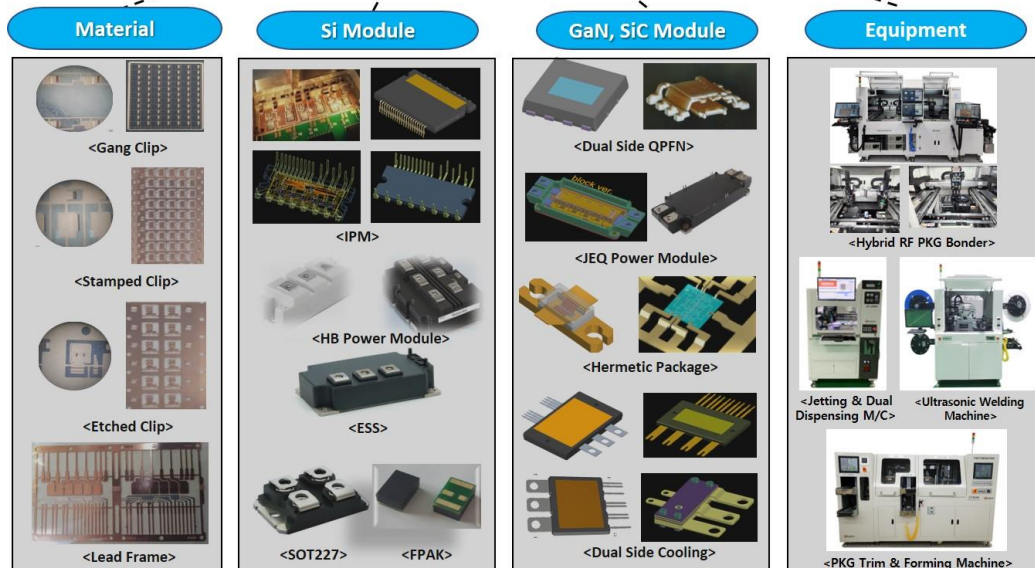 Material
Si Module
GaN, SiC Module
Equipment
<Gang Clip>
<Stamped Clip>
<Etched Clip>
<Lead Frame>
<IPM>
<HB Power Module>
<ESS>
<SOT227>
<FPAK>
<Dual Side QPFN>
block ver.
<JEQ Power Module>
<Hermetic Package>
<Dual Side Cooling>
<Hybrid RF PKG Bonder>
<Jetting & Dual
Dispensing M/C>
<Ultrasonic Welding
Machine>
<PKG Trim & Forming Machine>